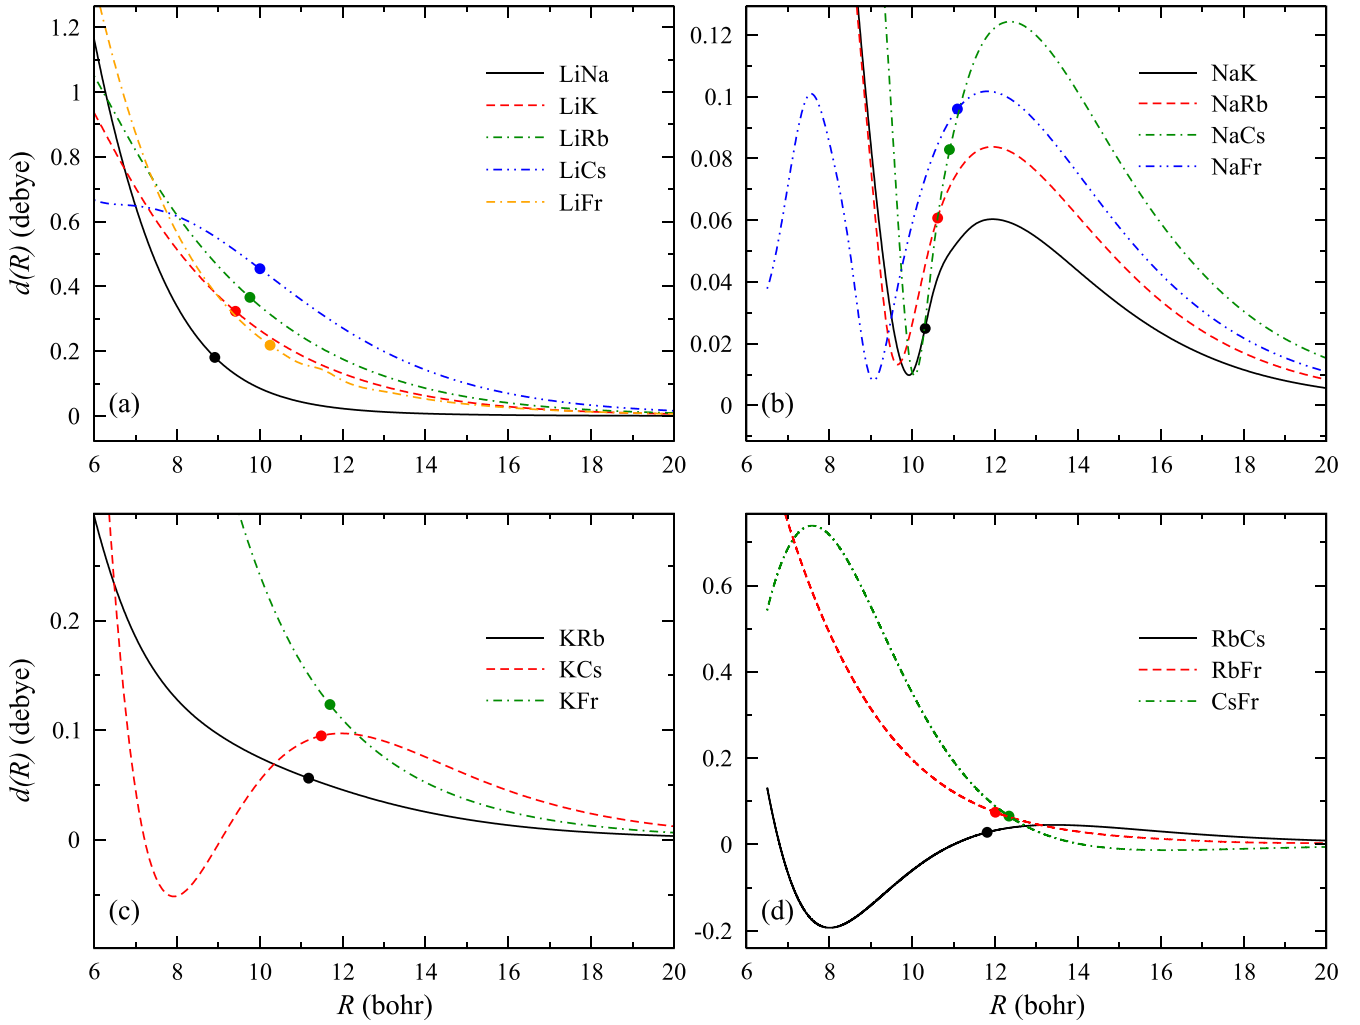 1.2
1
0.8
0.6
0.4
0.2
0
d(R) (debye)
LiNa
LiK
LiRb
LiCs
LiFr
(a)
6 8 10 12 14 16 18 20
0.12
0.1
0.08
0.06
0.04
0.02
0
NaK
NaRb
NaCs
NaFr
(b)
6 8 10 12 14 16 18 20
0.2
0.1
0
d(R) (debye)
KRb
KCs
KFr
(c)
6 8 10 12 14 16 18 20
R (bohr)
0.6
0.4
0.2
0
-0.2
RbCs
RbFr
CsFr
(d)
6 8 10 12 14 16 18 20
R (bohr)